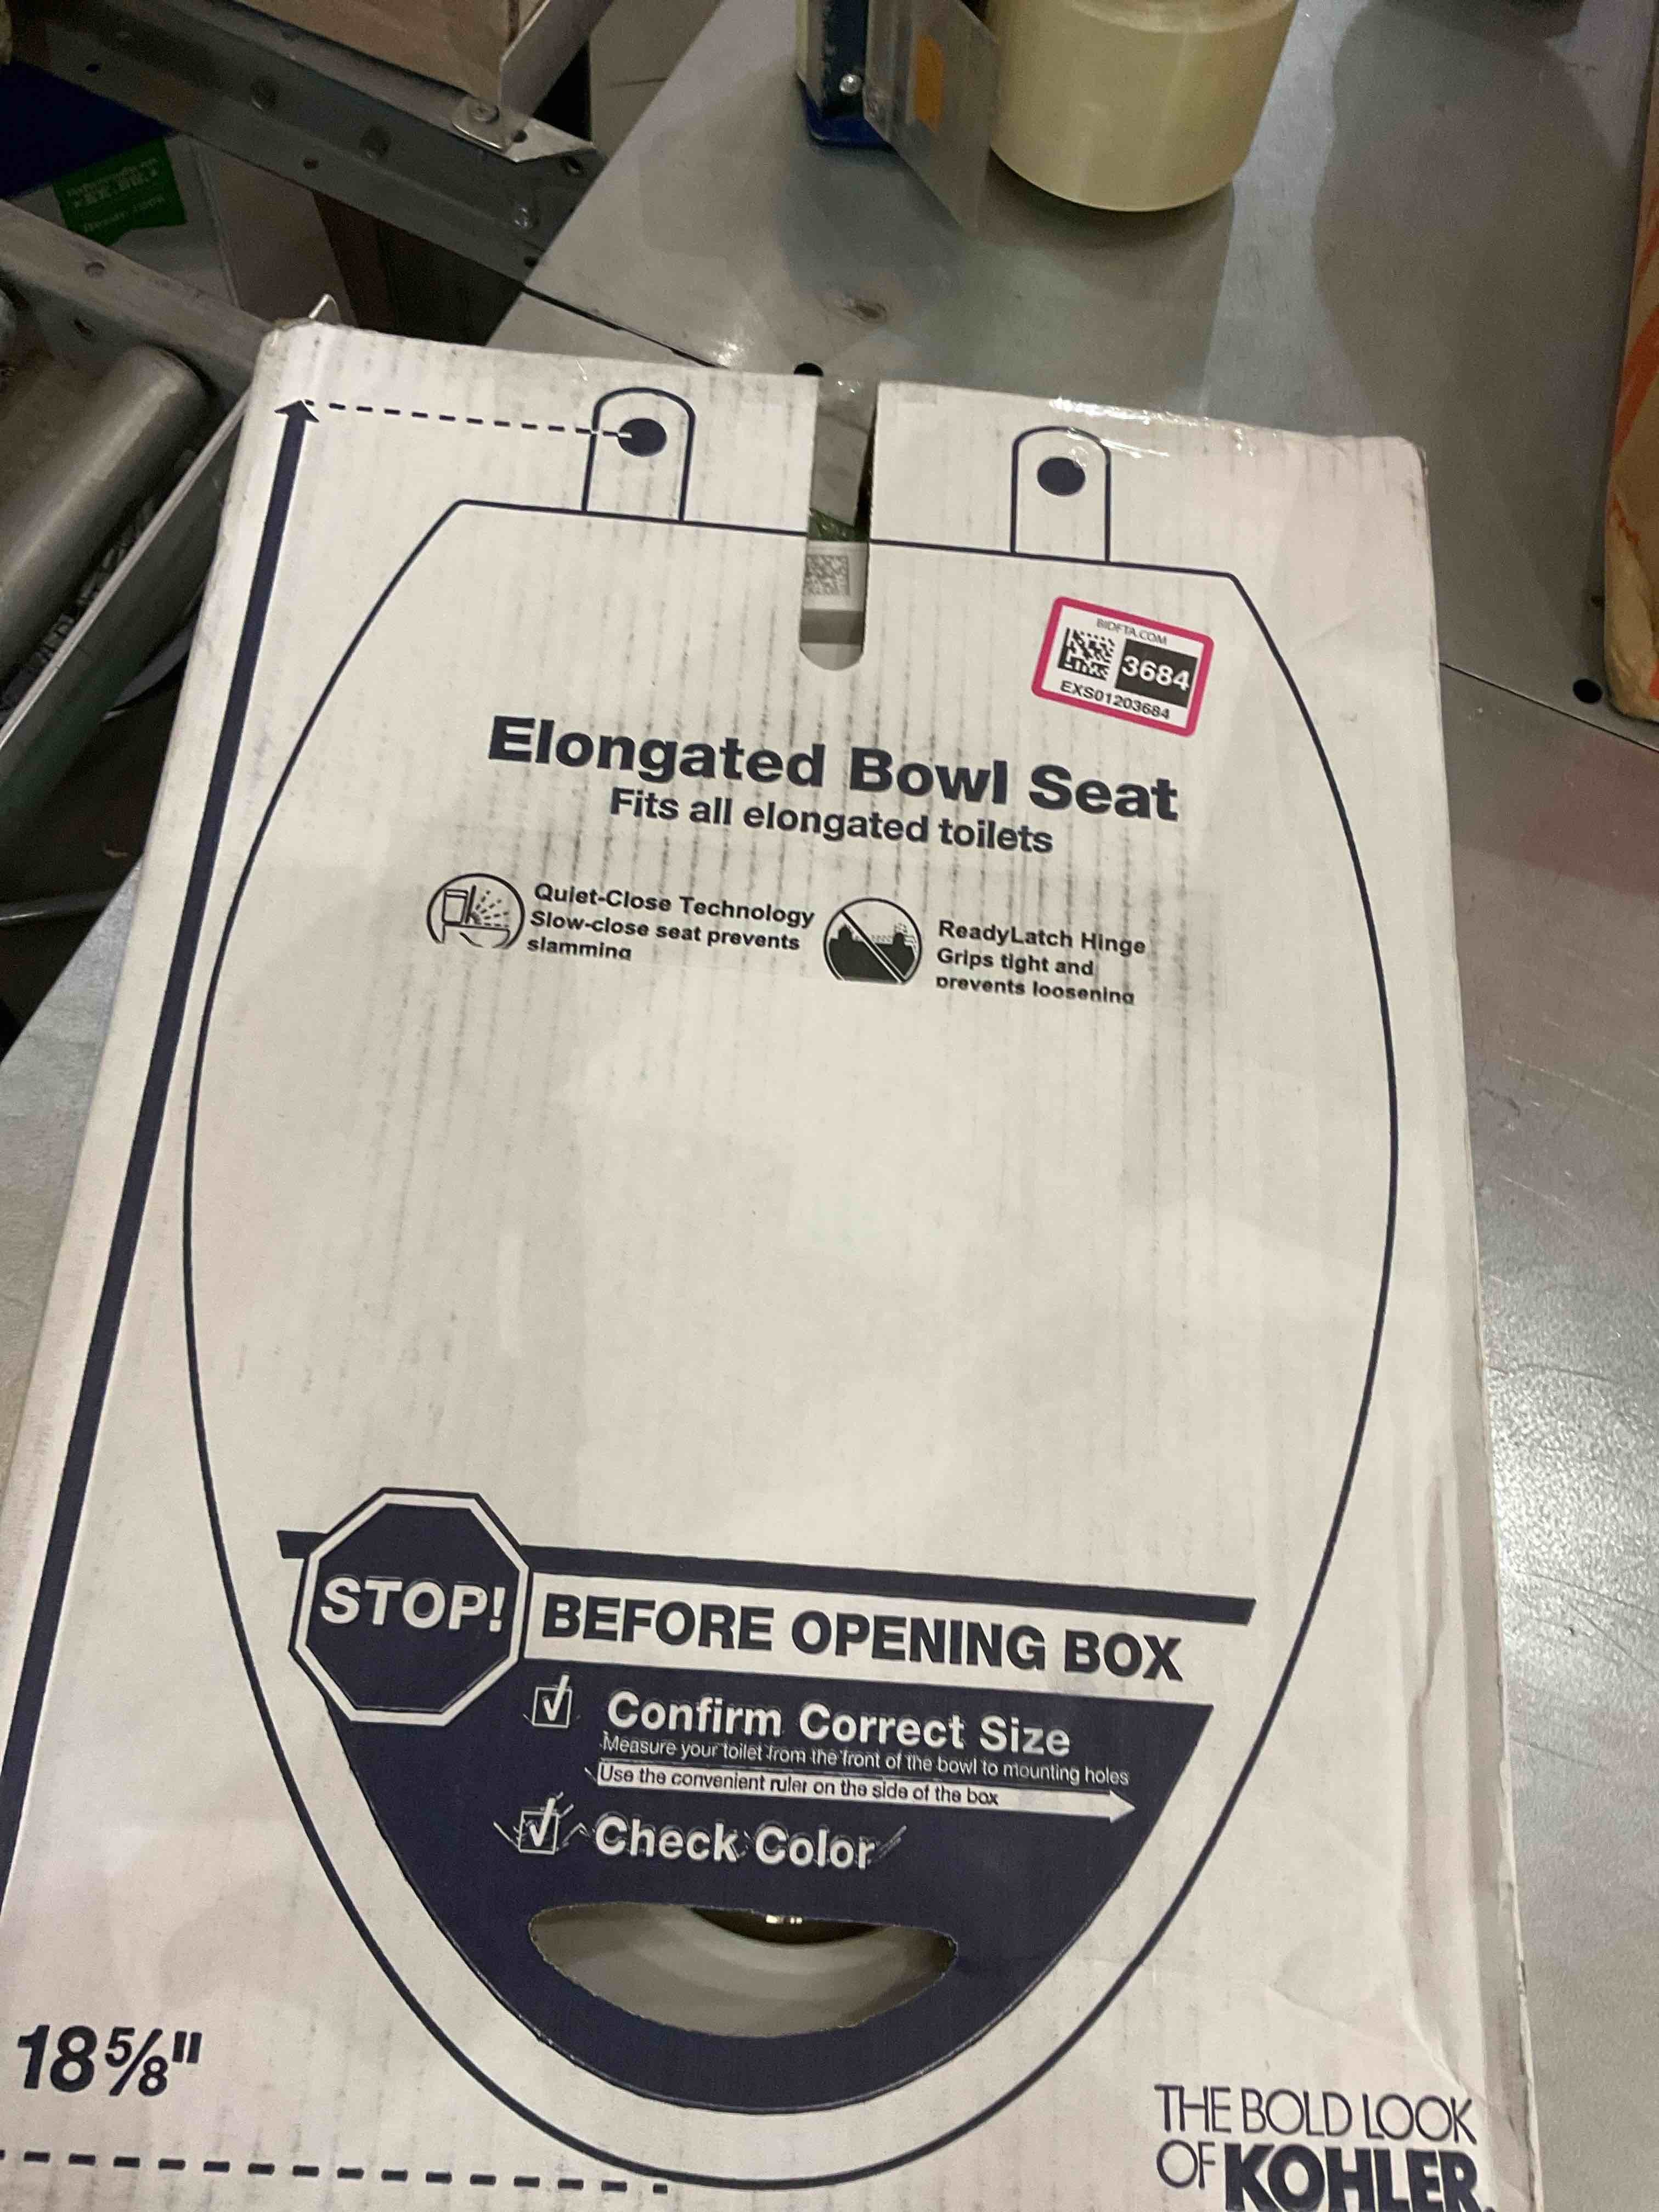 BIDFTA.COM
3684
EXS01203684
Elongated Bowl Seat
Fits all elongated toilets
Quiet-Close Technology
Slow-close seat prevents
slamming
ReadyLatch Hinge
Grips tight and
prevents loosening
STOP! BEFORE OPENING BOX
Confirm Correct Size
Measure your toilet from the front of the bowl to mounting holes
Use the convenient ruler on the side of the box
Check Color
18⅝"
THE BOLD LOOK
OF KOHLER